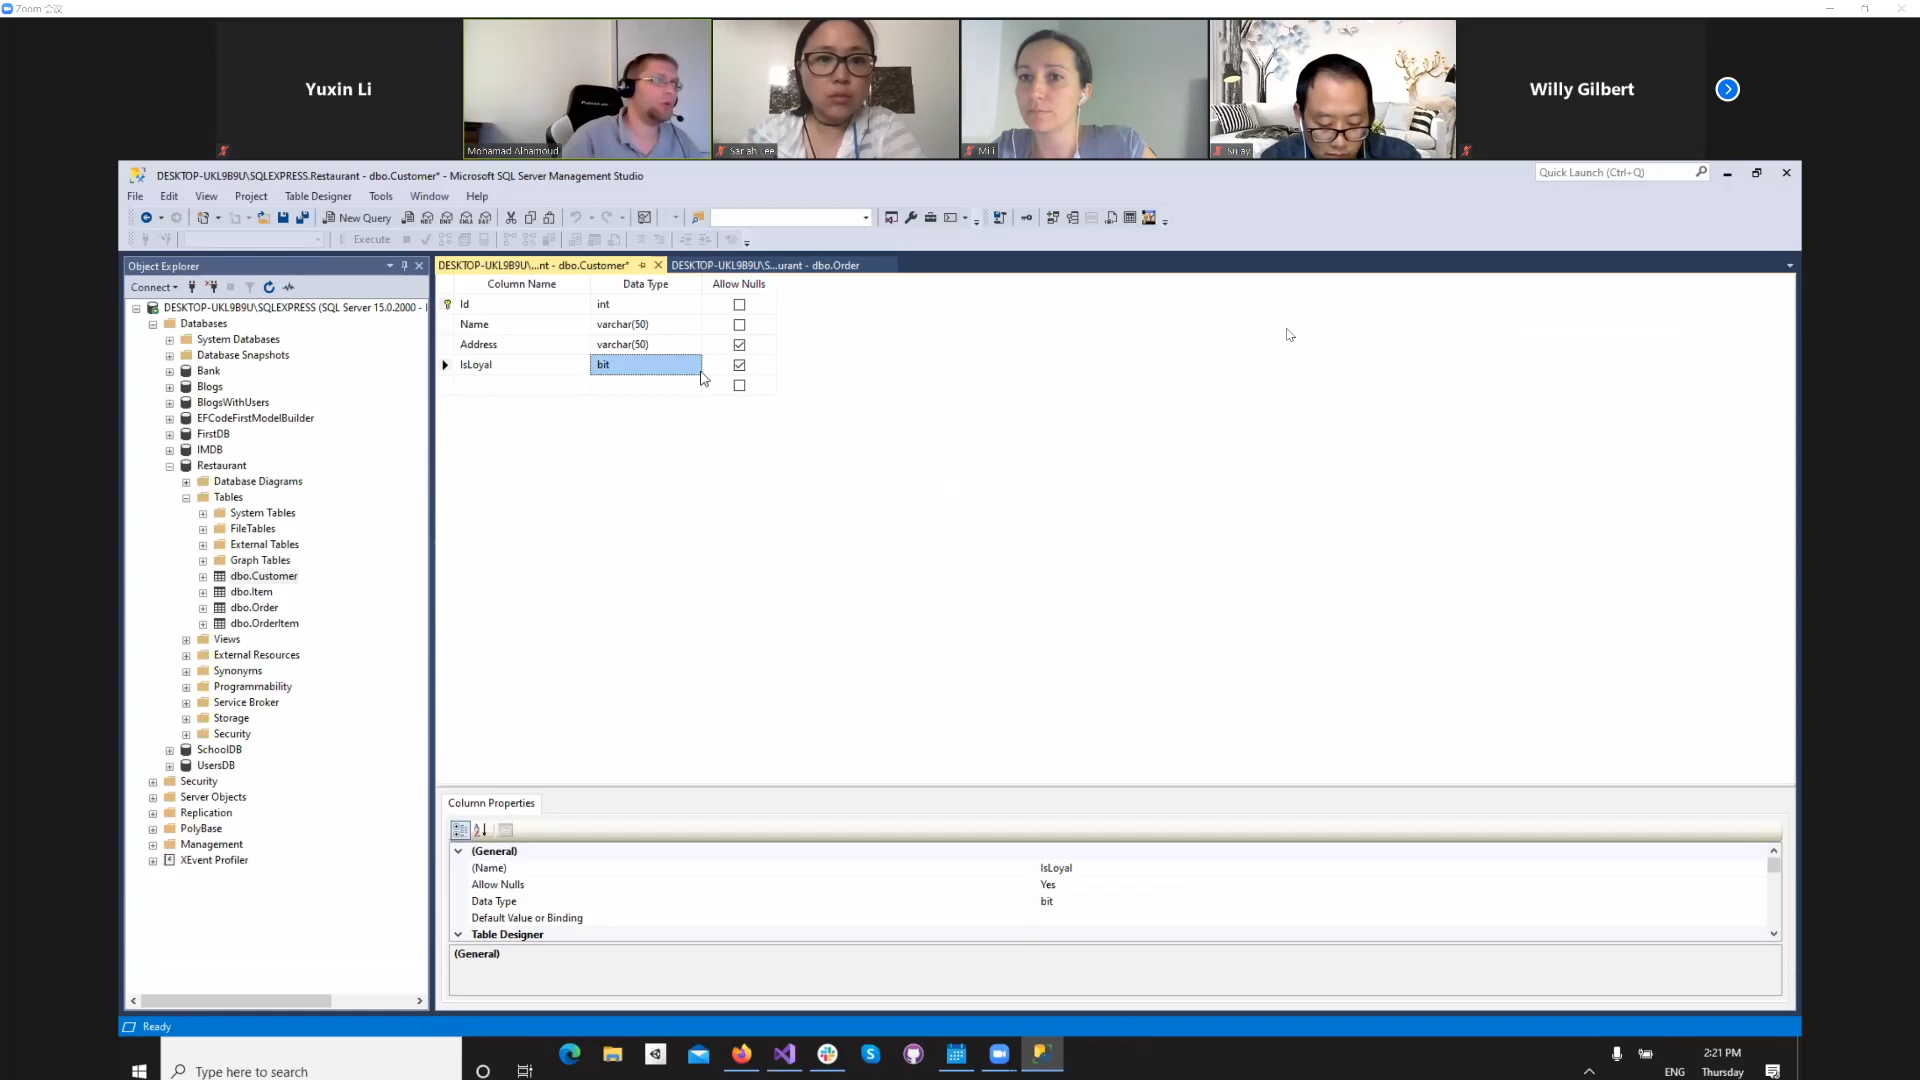 Zoom 会议
Yuxin Li
Mohamad Alhamoud
Sarah Lee
Mili
Suray
Willy Gilbert
DESKTOP-UKL9B9U\SQLEXPRESS.Restaurant - dbo.Customer* - Microsoft SQL Server Management Studio
Quick Launch (Ctrl+Q)
File Edit View Project Table Designer Tools Window Help
New Query
Execute
Object Explorer
DESKTOP-UKL9B9U\...nt - dbo.Customer*
DESKTOP-UKL9B9U\S...urant - dbo.Order
Connect
DESKTOP-UKL9B9U\SQLEXPRESS (SQL Server 15.0.2000 -
Databases
System Databases
Database Snapshots
Bank
Blogs
BlogsWithUsers
EFCodeFirstModelBuilder
FirstDB
IMDB
Restaurant
Database Diagrams
Tables
System Tables
FileTables
External Tables
Graph Tables
dbo.Customer
dbo.Item
dbo.Order
dbo.OrderItem
Views
External Resources
Synonyms
Programmability
Service Broker
Storage
Security
SchoolDB
UsersDB
Security
Server Objects
Replication
PolyBase
Management
XEvent Profiler
Column Name Data Type Allow Nulls
Id int
Name varchar(50)
Address varchar(50)
IsLoyal bit
Column Properties
(General)
(Name) IsLoyal
Allow Nulls Yes
Data Type bit
Default Value or Binding
Table Designer
(General)
Ready
Type here to search
ENG
2:21 PM
Thursday